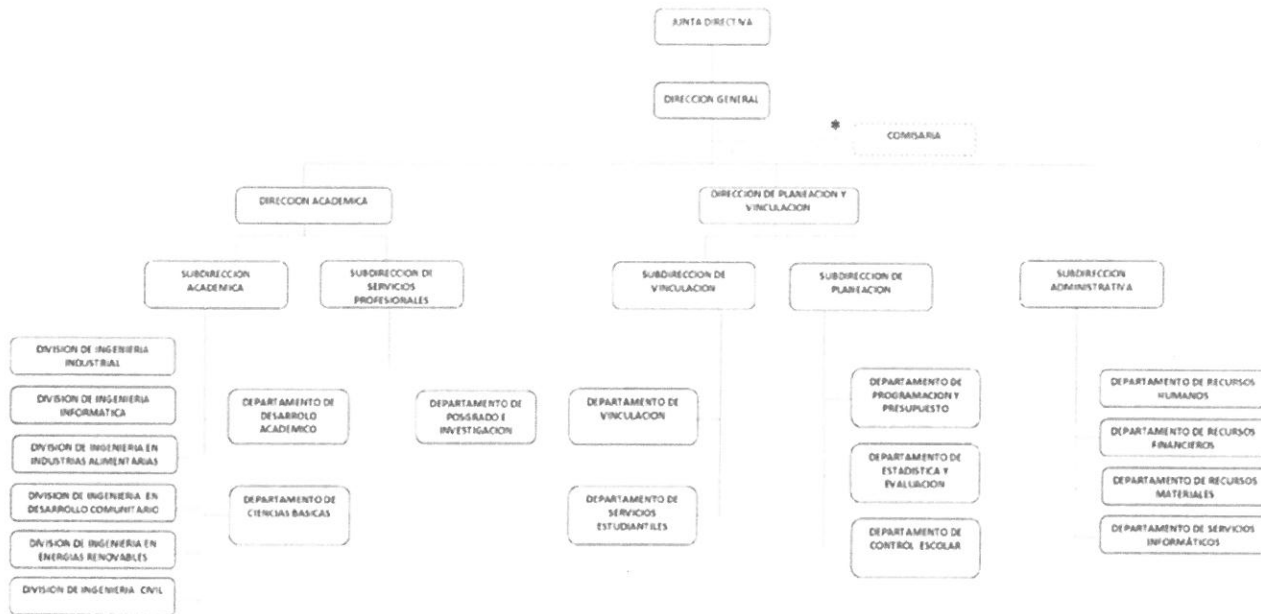 JUNTA DIRECTIVA
DIRECCION GENERAL
*
COMISARIA
DIRECCION ACADEMICA
DIRECCION DE PLANEACION Y
VINCULACION
SUBDIRECCION
ACADEMICA
SUBDIRECCION DE
SERVICIOS
PROFESIONALES
SUBDIRECCION DE
VINCULACION
SUBDIRECCION DE
PLANEACION
SUBDIRECCION
ADMINISTRATIVA
DIVISION DE INGENIERIA
INDUSTRIAL
DIVISION DE INGENIERIA
INFORMATICA
DIVISION DE INGENIERIA EN
INDUSTRIAS ALIMENTARIAS
DIVISION DE INGENIERIA EN
DESARROLLO COMUNITARIO
DIVISION DE INGENIERIA EN
ENERGIAS RENOVABLES
DIVISION DE INGENIERIA CIVIL
DEPARTAMENTO DE
DESARROLO
ACADEMICO
DEPARTAMENTO DE
CIENCIAS BASICAS
DEPARTAMENTO DE
POSGRADO E
INVESTIGACION
DEPARTAMENTO DE
VINCULACION
DEPARTAMENTO DE
SERVICIOS
ESTUDIANTILES
DEPARTAMENTO DE
PROGRAMACION Y
PRESUPUESTO
DEPARTAMENTO DE
ESTADISTICA Y
EVALUACION
DEPARTAMENTO DE
CONTROL ESCOLAR
DEPARTAMENTO DE RECURSOS
HUMANOS
DEPARTAMENTO DE RECURSOS
FINANCIEROS
DEPARTAMENTO DE RECURSOS
MATERIALES
DEPARTAMENTO DE SERVICIOS
INFORMÁTICOS